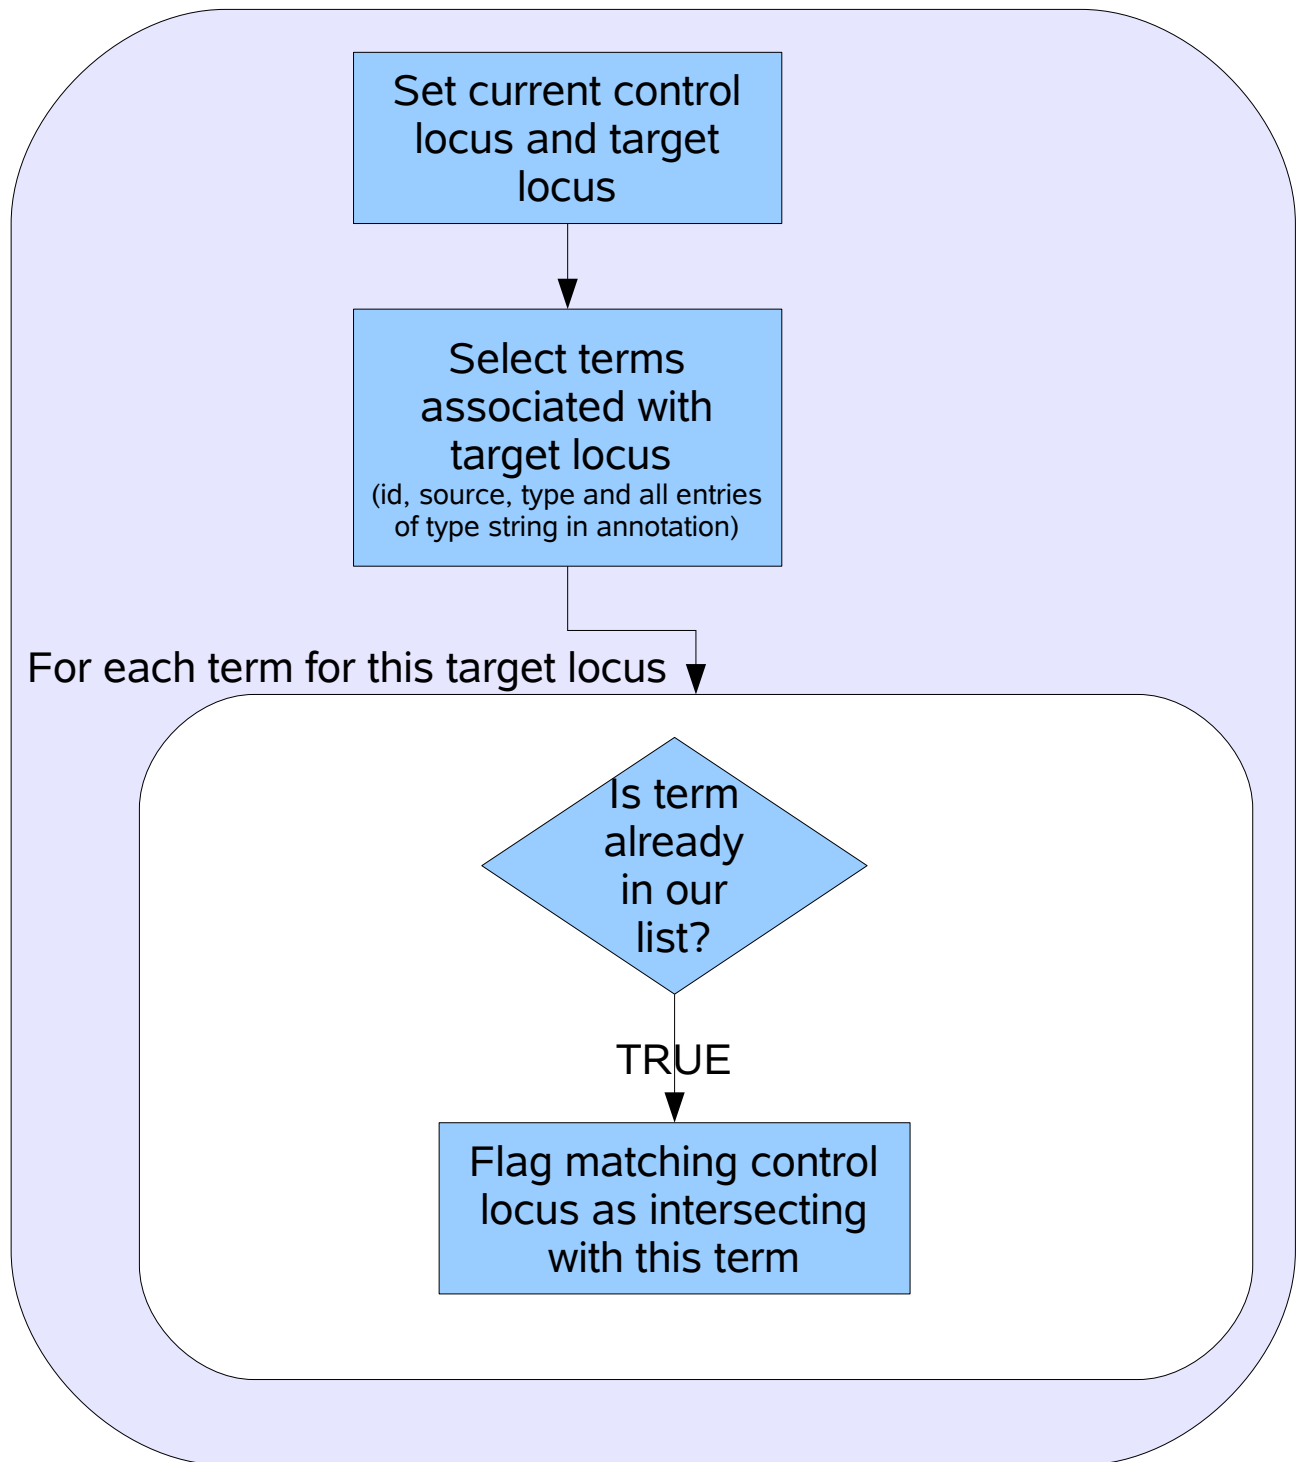 Set current control
locus and target
locus
Select terms
associated with
target locus
(id, source, type and all entries
of type string in annotation)
For each term for this target locus
Is term
already
in our
list?
TRUE
Flag matching control
locus as intersecting
with this term